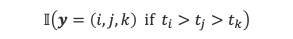 𝕀(𝒚 = (i, j, k) if tᵢ > tⱼ > tₖ)